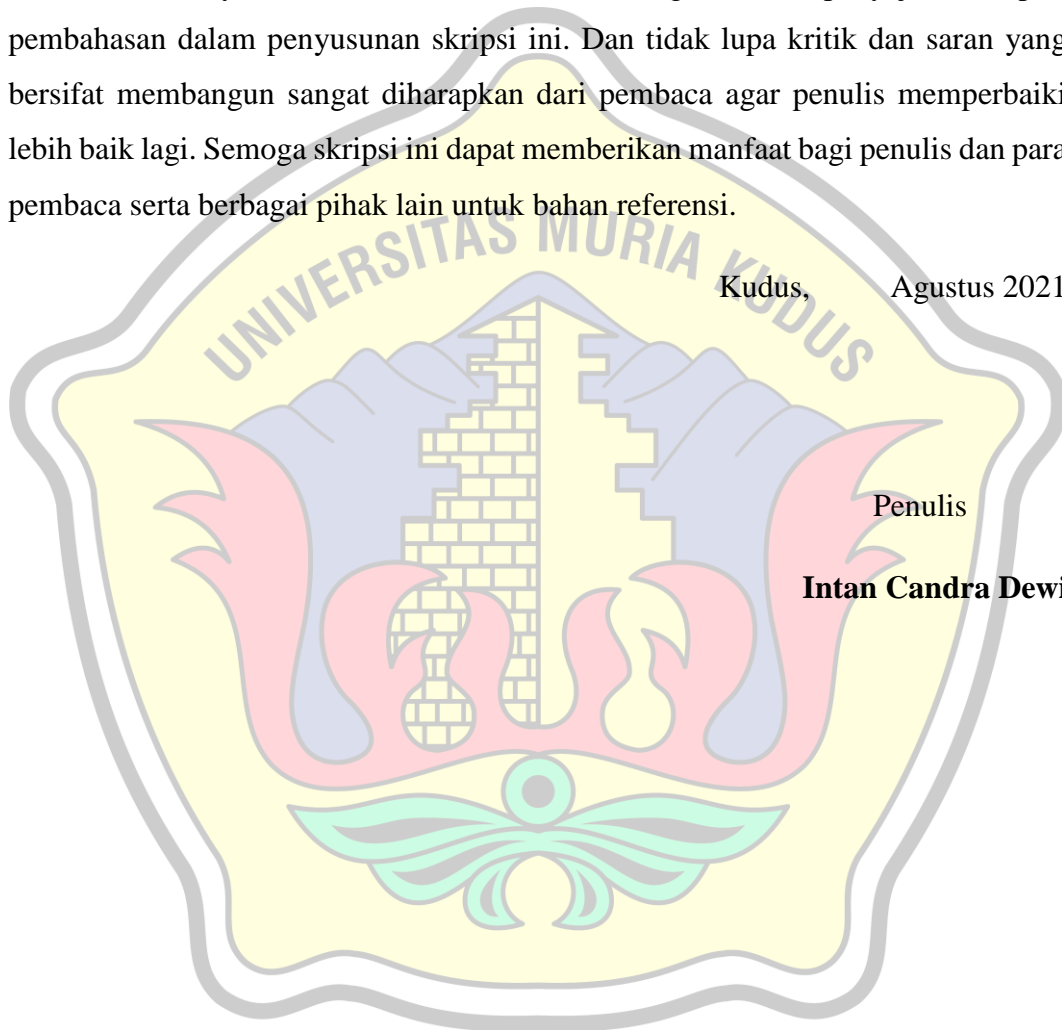 pembahasan dalam penyusunan skripsi ini. Dan tidak lupa kritik dan saran yang
bersifat membangun sangat diharapkan dari pembaca agar penulis memperbaiki
lebih baik lagi. Semoga skripsi ini dapat memberikan manfaat bagi penulis dan para
pembaca serta berbagai pihak lain untuk bahan referensi.
UNIVERSITAS MURIA KUDUS
Kudus, Agustus 2021
Penulis
Intan Candra Dewi